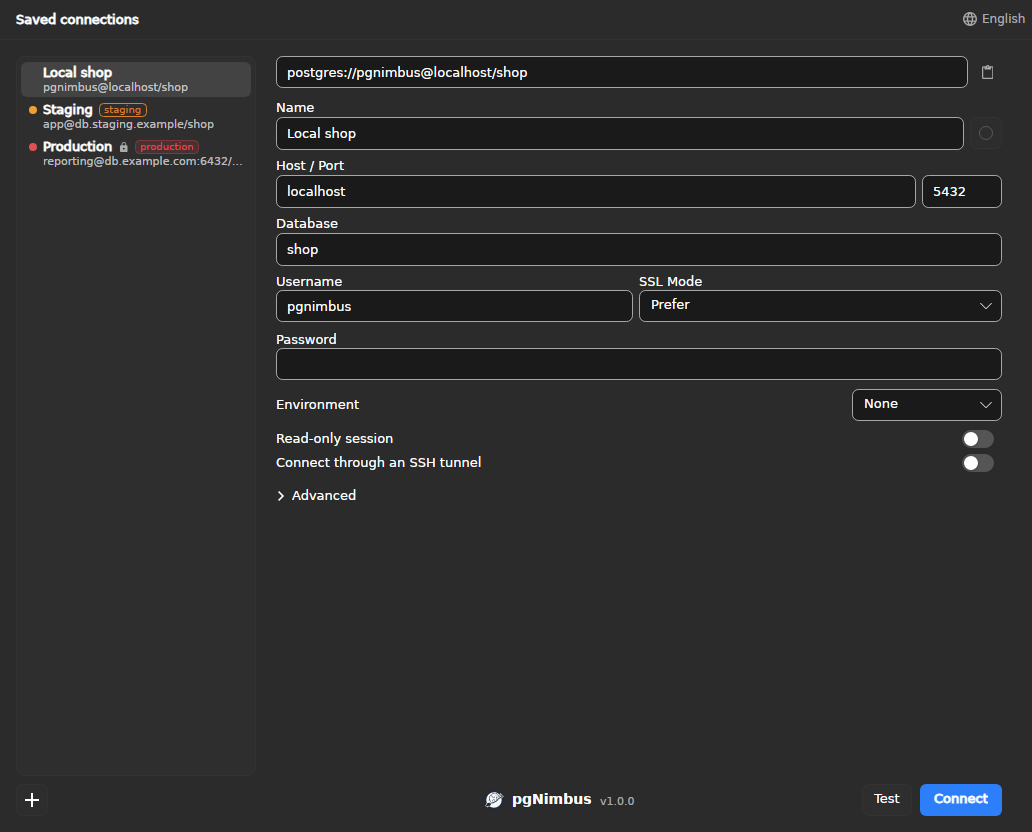 Saved connections
English
Local shop
pgnimbus@localhost/shop
Staging staging
app@db.staging.example/shop
Production production
reporting@db.example.com:6432/...
postgres://pgnimbus@localhost/shop
Name
Local shop
Host / Port
localhost 5432
Database
shop
Username SSL Mode
pgnimbus Prefer
Password
Environment None
Read-only session
Connect through an SSH tunnel
Advanced
pgNimbus v1.0.0
Test Connect